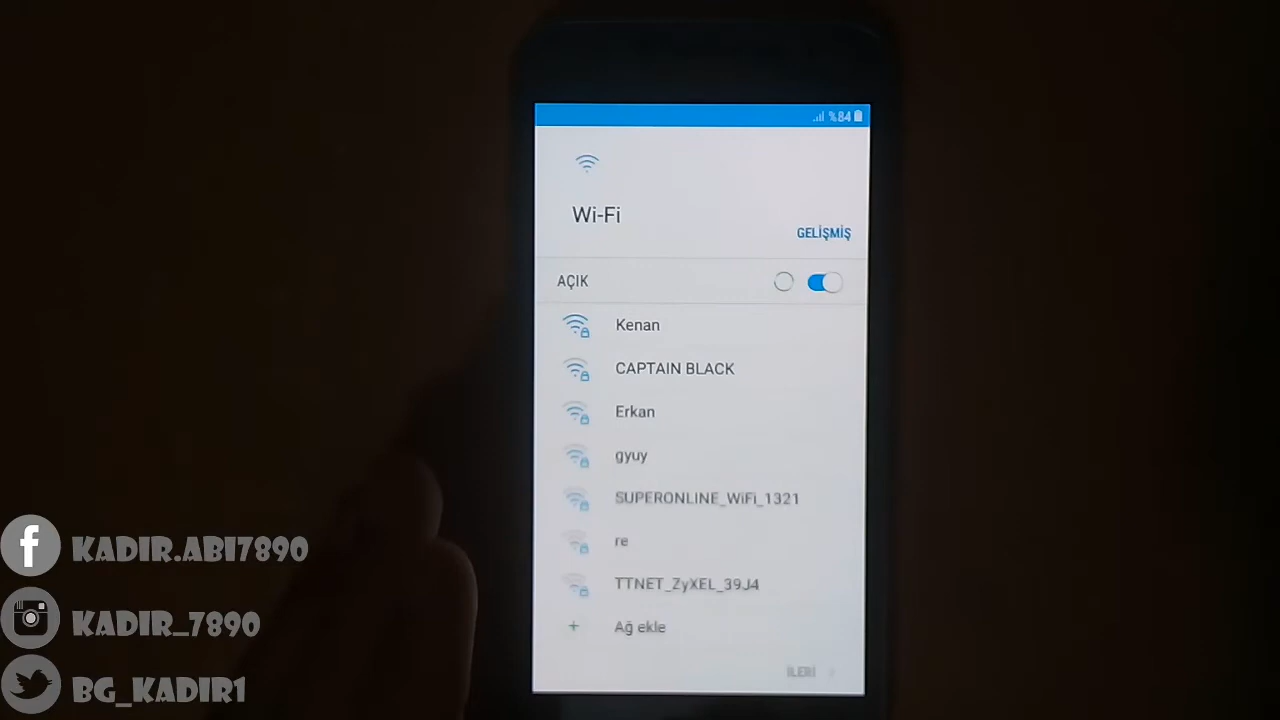 %84
Wi-Fi
GELİŞMİŞ
AÇIK
Kenan
CAPTAIN BLACK
Erkan
gyuy
SUPERONLINE_WiFi_1321
re
TTNET_ZyXEL_39J4
Ağ ekle
İLERİ
f KADIR.ABI7890
KADIR_7890
BG_KADIR1